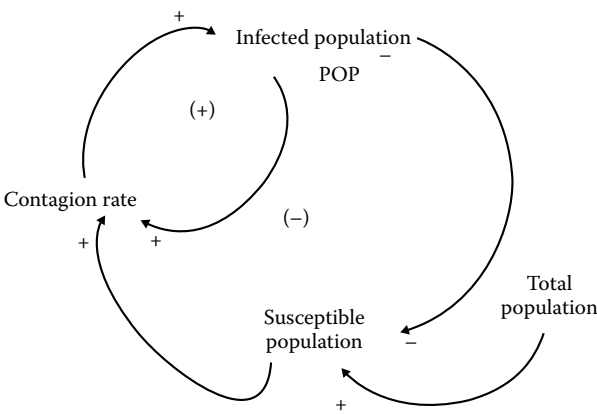 +
Infected population
–
POP
(+)
Contagion rate
+
+
(–)
Total
population
Susceptible
population
–
+